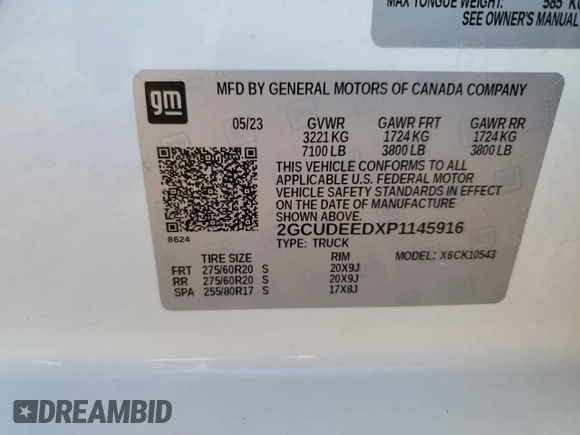 MAX TONGUE WEIGHT: 585 KG
SEE OWNER'S MANUAL
gm
MFD BY GENERAL MOTORS OF CANADA COMPANY
05/23 GVWR GAWR FRT GAWR RR
3221 KG 1724 KG 1724 KG
7100 LB 3800 LB 3800 LB
THIS VEHICLE CONFORMS TO ALL
APPLICABLE U.S. FEDERAL MOTOR
VEHICLE SAFETY STANDARDS IN EFFECT
ON THE DATE OF MANUFACTURE
SHOWN ABOVE.
8624
2GCUDEEDXP1145916
TYPE: TRUCK MODEL: X6CK10543
TIRE SIZE RIM
FRT 275/60R20 S 20X9J
RR 275/60R20 S 20X9J
SPA 255/80R17 S 17X8J
DREAMBID